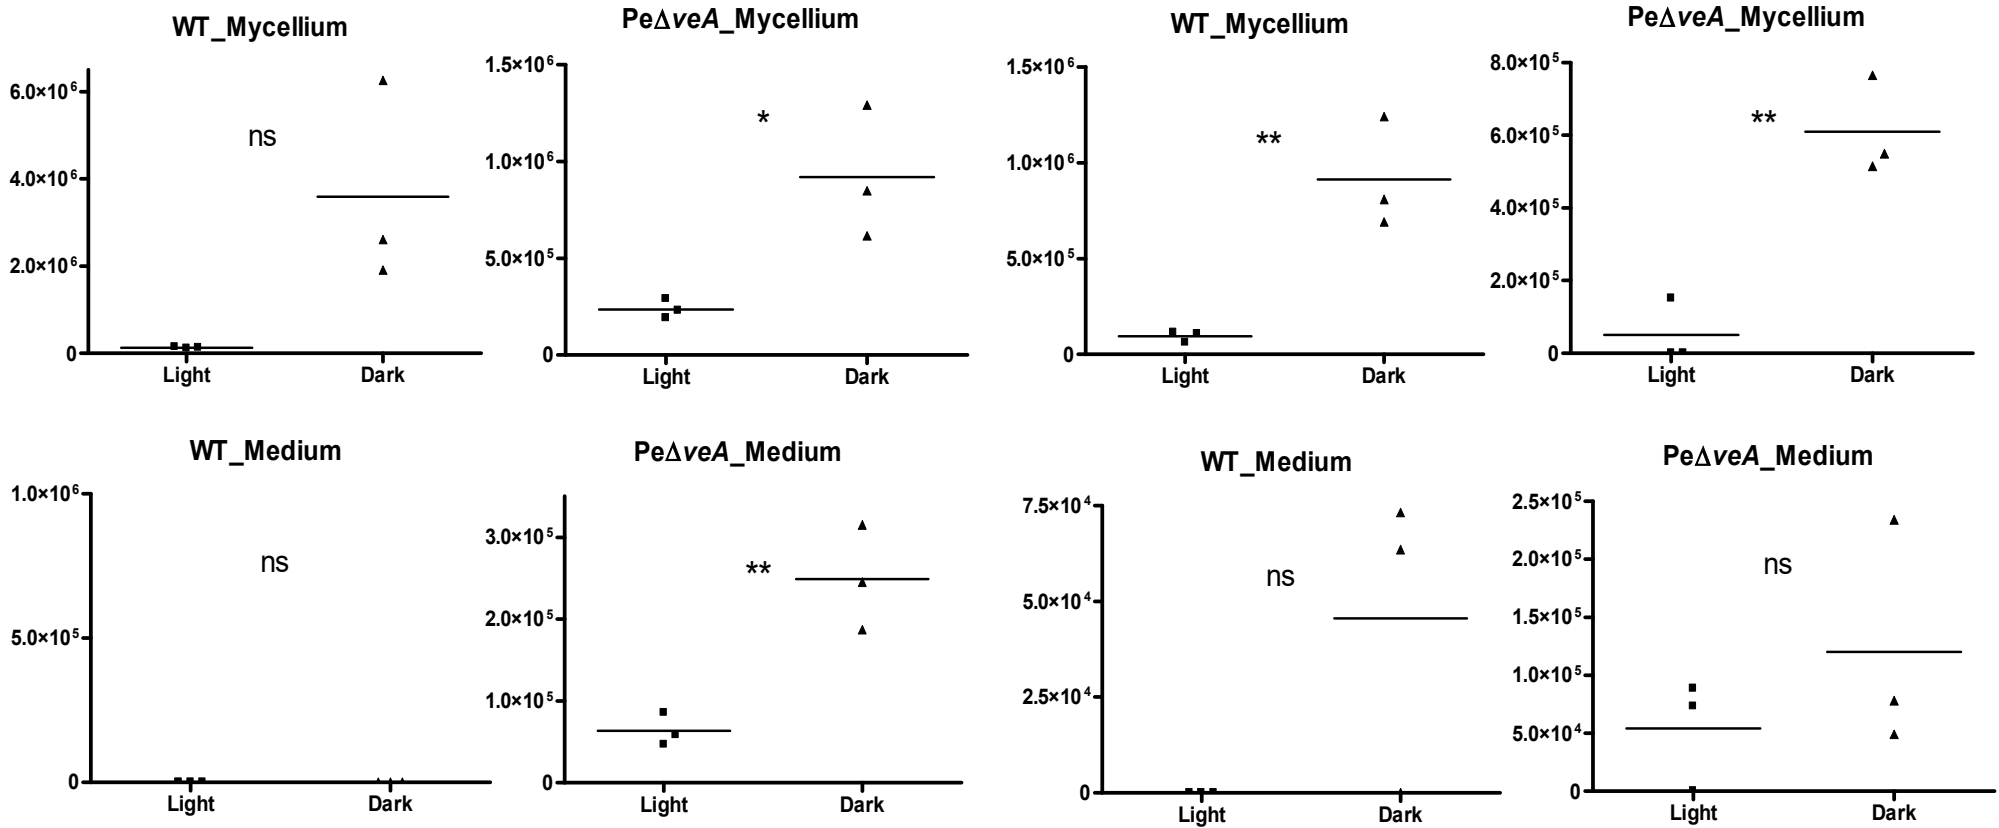 WT_Mycellium
6.0×10⁶
4.0×10⁶
2.0×10⁶
0
ns
Light Dark
PeΔveA_Mycellium
1.5×10⁶
1.0×10⁶
5.0×10⁵
0
*
Light Dark
WT_Mycellium
1.5×10⁶
1.0×10⁶
5.0×10⁵
0
**
Light Dark
PeΔveA_Mycellium
8.0×10⁵
6.0×10⁵
4.0×10⁵
2.0×10⁵
0
**
Light Dark
WT_Medium
1.0×10⁶
5.0×10⁵
0
ns
Light Dark
PeΔveA_Medium
3.0×10⁵
2.0×10⁵
1.0×10⁵
0
**
Light Dark
WT_Medium
7.5×10⁴
5.0×10⁴
2.5×10⁴
0
ns
Light Dark
PeΔveA_Medium
2.5×10⁵
2.0×10⁵
1.5×10⁵
1.0×10⁵
5.0×10⁴
0
ns
Light Dark